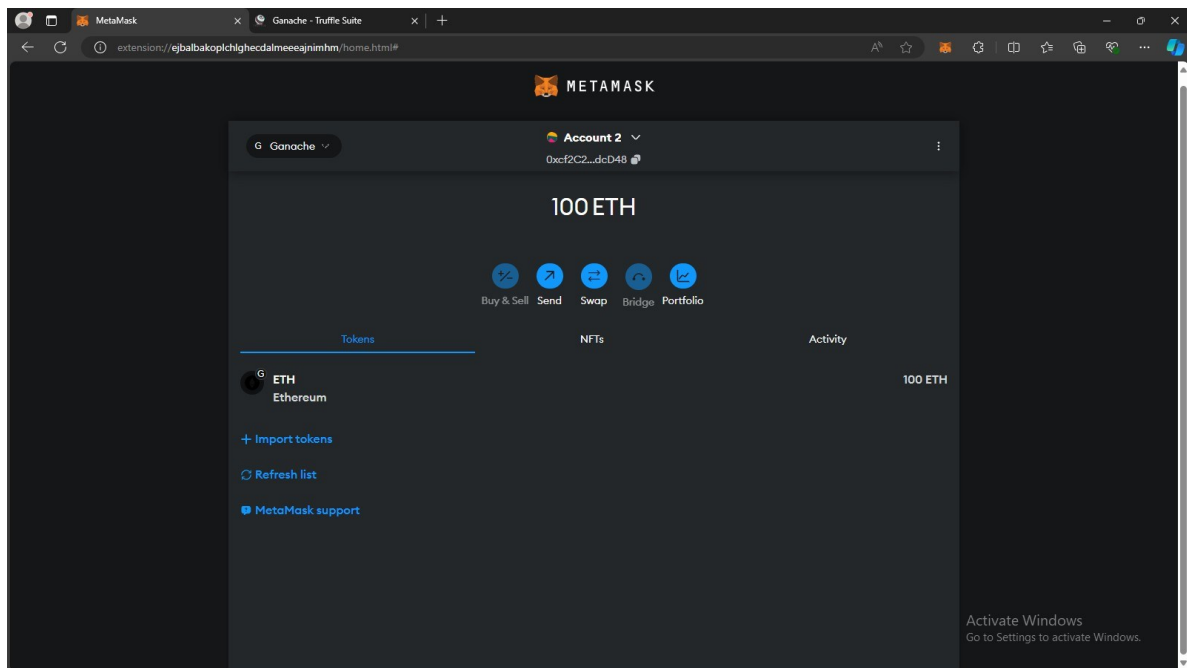 MetaMask
Ganache - Truffle Suite
extension://ejbalbakoplchlghecdalmeeeajnimhm/home.html#
METAMASK
G Ganache
Account 2
0xcf2C2...dcD48
100 ETH
Buy & Sell Send Swap Bridge Portfolio
Tokens NFTs Activity
G
ETH 100 ETH
Ethereum
+ Import tokens
Refresh list
MetaMask support
Activate Windows
Go to Settings to activate Windows.